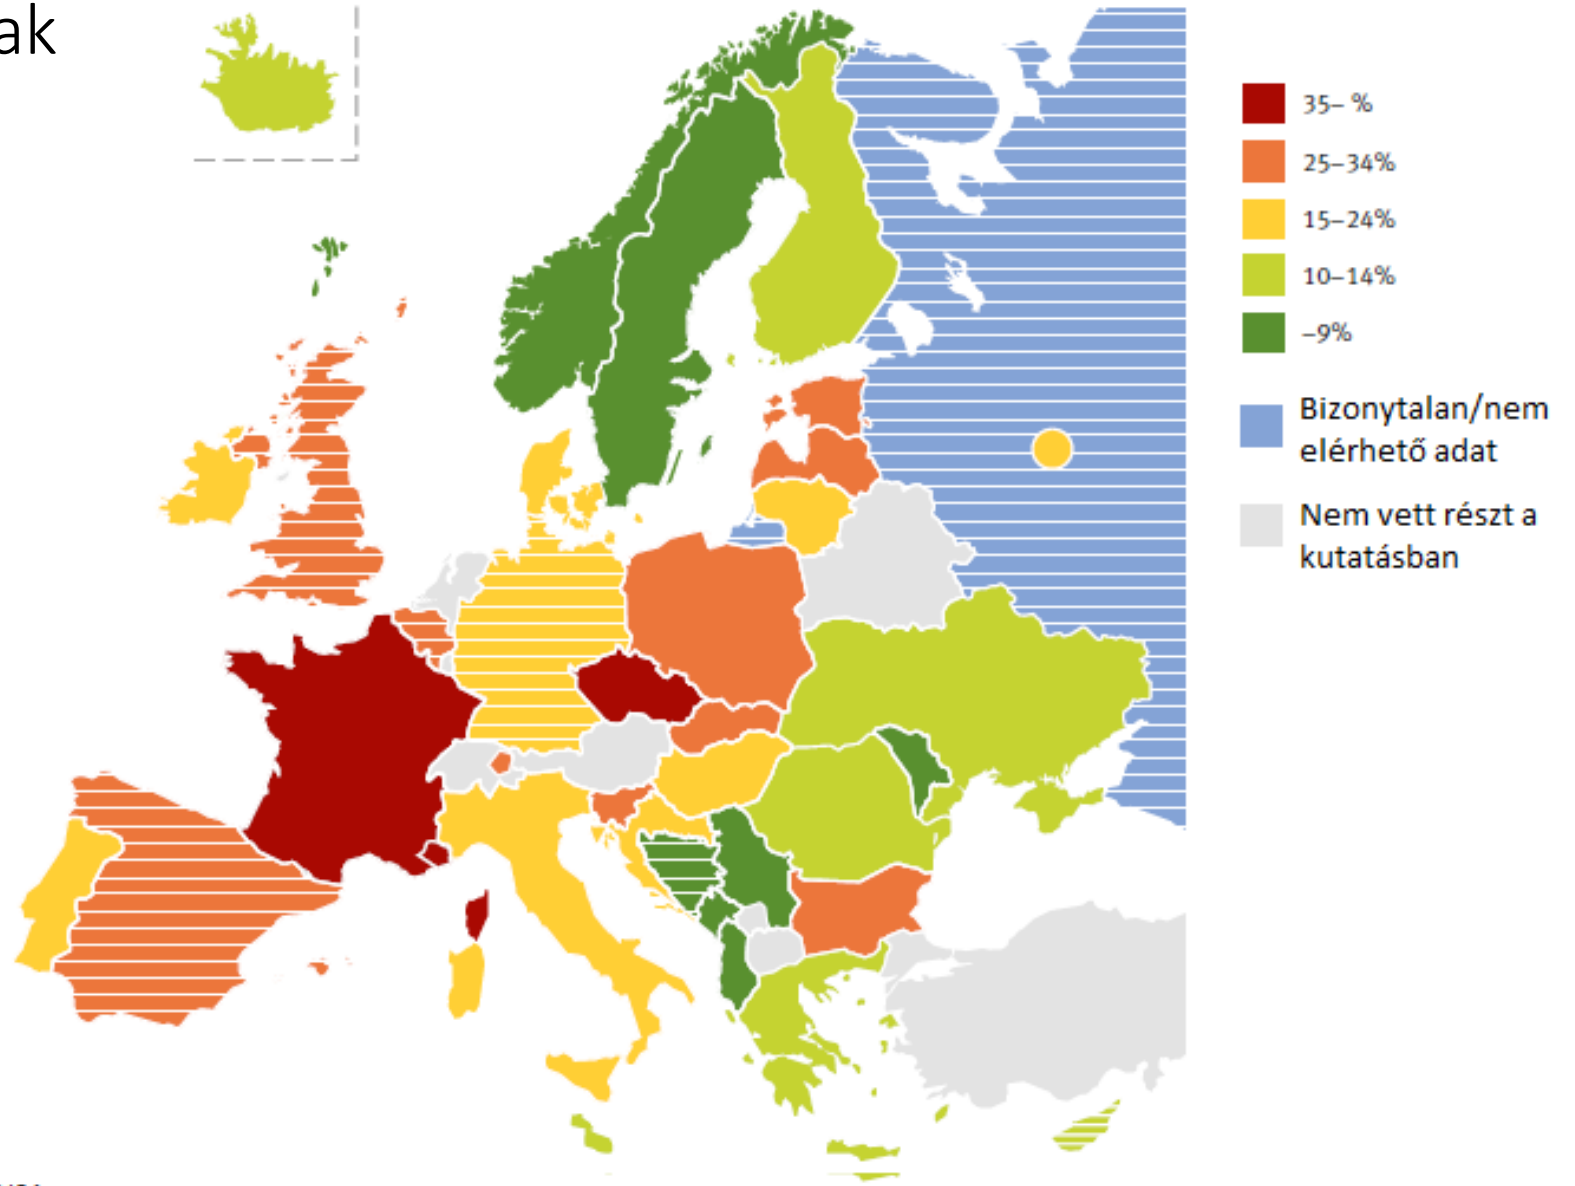 ak
35– %
25–34%
15–24%
10–14%
–9%
Bizonytalan/nem
elérhető adat
Nem vett részt a
kutatásban